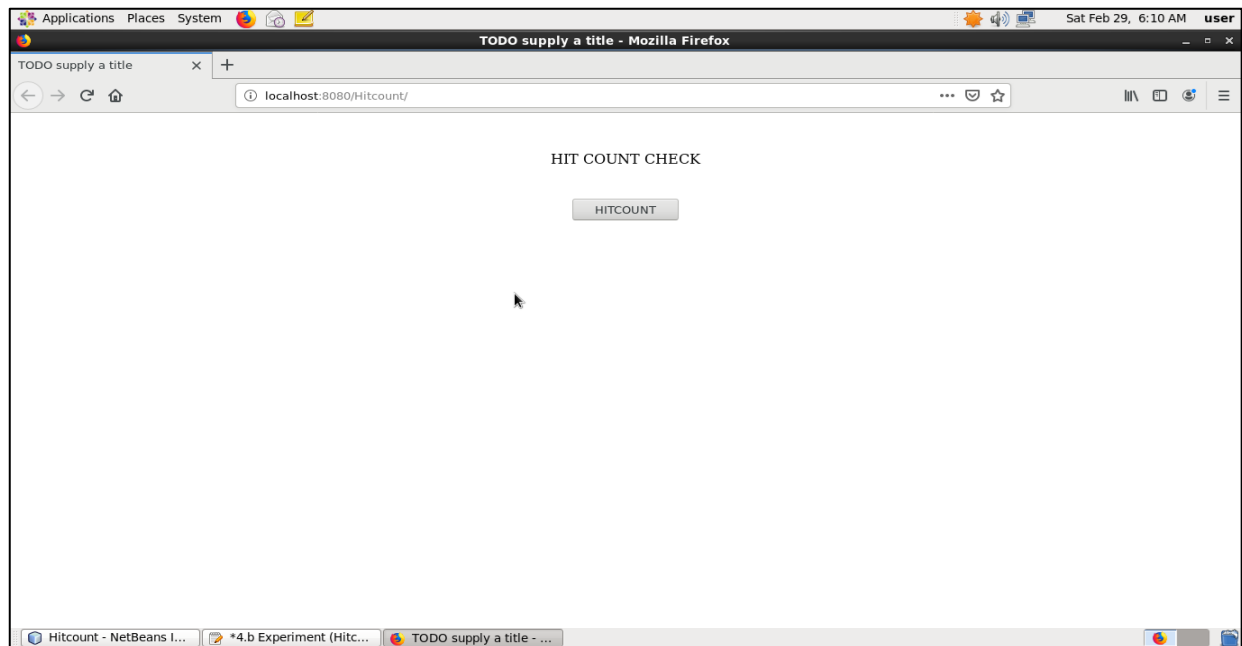 Applications Places System Sat Feb 29, 6:10 AM user
TODO supply a title - Mozilla Firefox
TODO supply a title
localhost:8080/Hitcount/
HIT COUNT CHECK
HITCOUNT
Hitcount - NetBeans I... *4.b Experiment (Hitc... TODO supply a title - ...